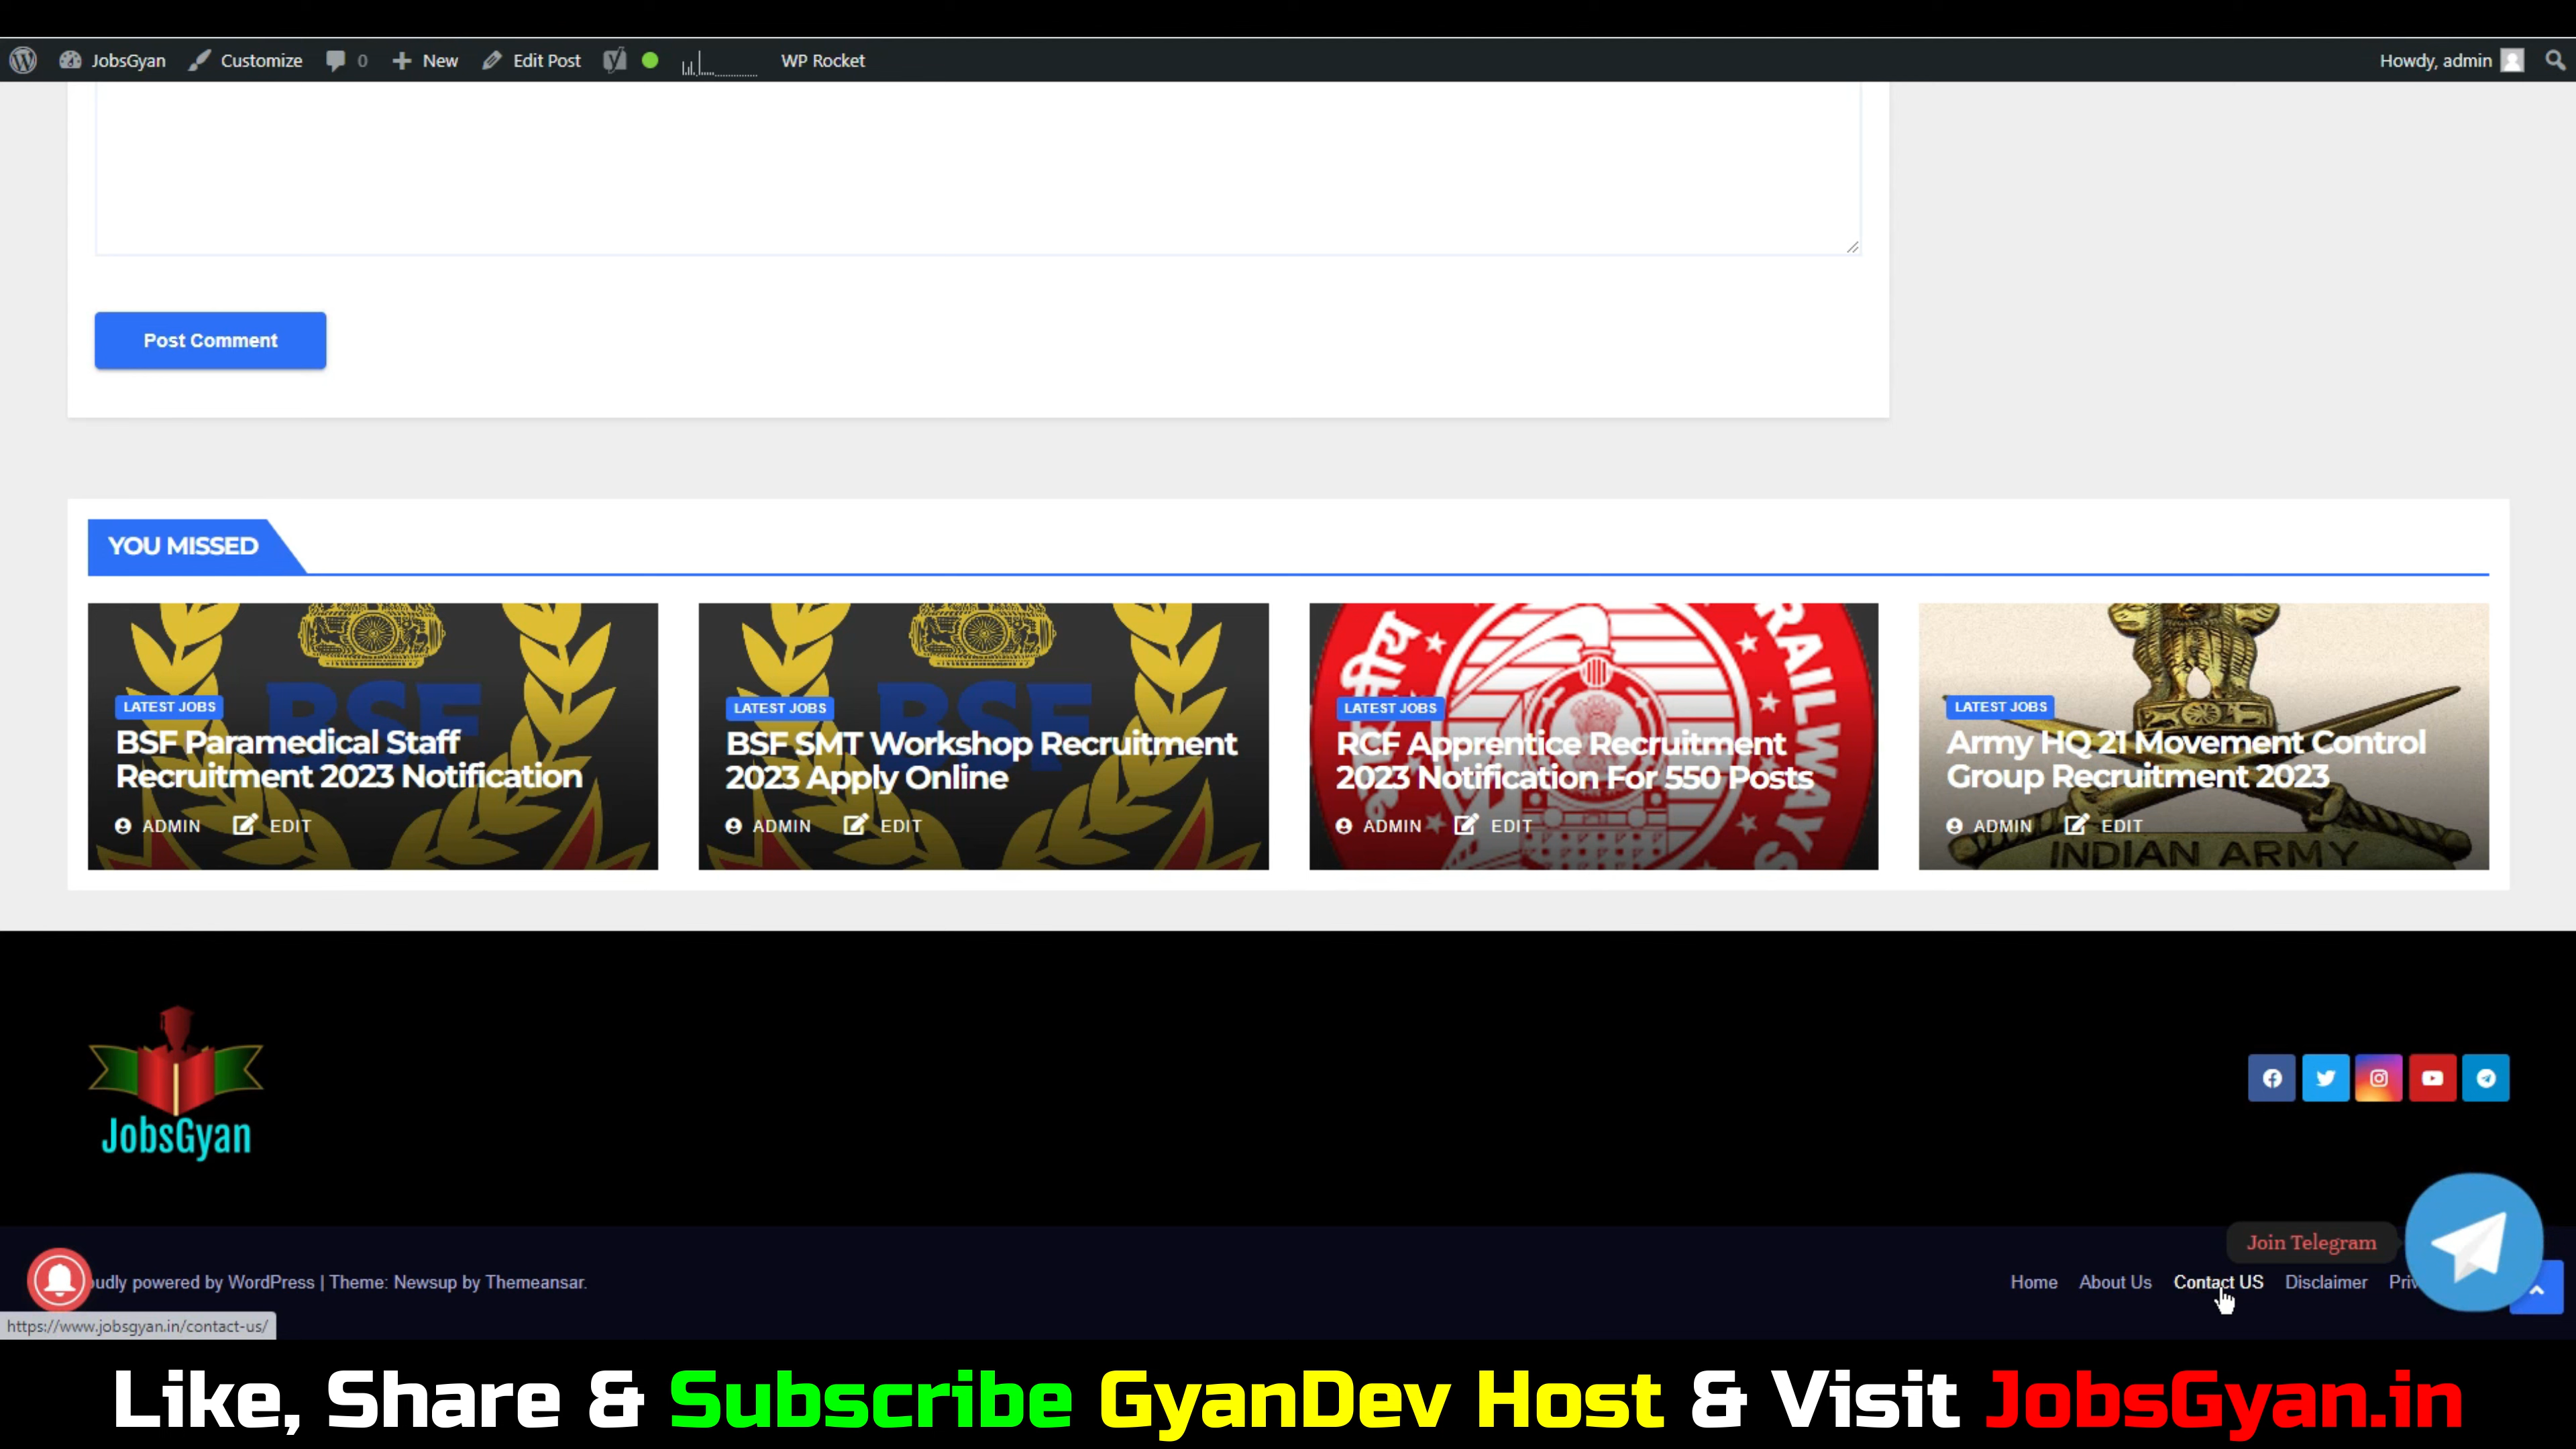 JobsGyan Customize 0 New Edit Post WP Rocket Howdy, admin
Post Comment
YOU MISSED
BSF
LATEST JOBS
BSF Paramedical Staff
Recruitment 2023 Notification
ADMIN EDIT
BSF
LATEST JOBS
BSF SMT Workshop Recruitment
2023 Apply Online
ADMIN EDIT
RAILWAYS
LATEST JOBS
RCF Apprentice Recruitment
2023 Notification For 550 Posts
ADMIN EDIT
LATEST JOBS
Army HQ 21 Movement Control
Group Recruitment 2023
ADMIN EDIT
INDIAN ARMY
JobsGyan
Join Telegram
oudly powered by WordPress | Theme: Newsup by Themeansar.
Home About Us Contact US Disclaimer Priv
https://www.jobsgyan.in/contact-us/
Like, Share & Subscribe GyanDev Host & Visit JobsGyan.in